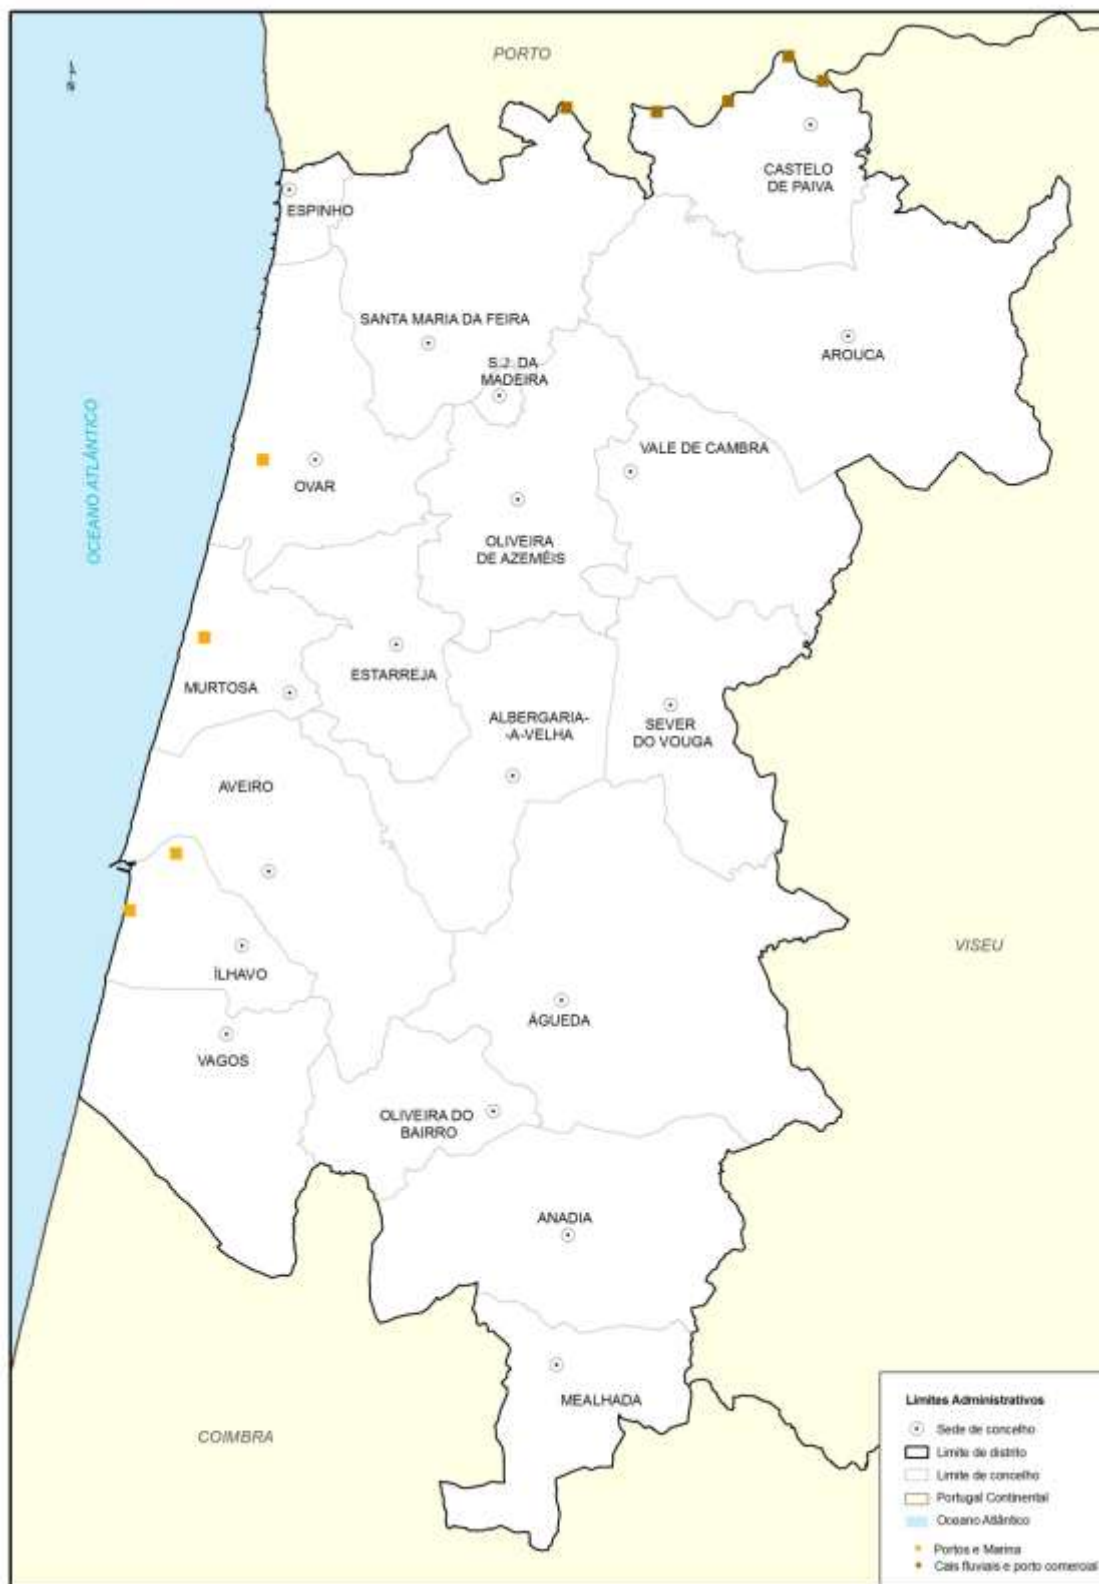 PORTO
N
CASTELO
DE PAIVA
ESPINHO
SANTA MARIA DA FEIRA
AROUCA
S.J. DA
MADEIRA
VALE DE CAMBRA
OCEANO ATLÂNTICO
OVAR
OLIVEIRA
DE AZEMÉIS
ESTARREJA
MURTOSA
ALBERGARIA-
-A-VELHA
SEVER
DO VOUGA
AVEIRO
VISEU
ÍLHAVO
ÁGUEDA
VAGOS
OLIVEIRA DO
BAIRRO
ANADIA
MEALHADA
COIMBRA
Limites Administrativos
Sede de concelho
Limite de distrito
Limite de concelho
Portugal Continental
Oceano Atlântico
Portos e Marina
Cais fluviais e porto comercial